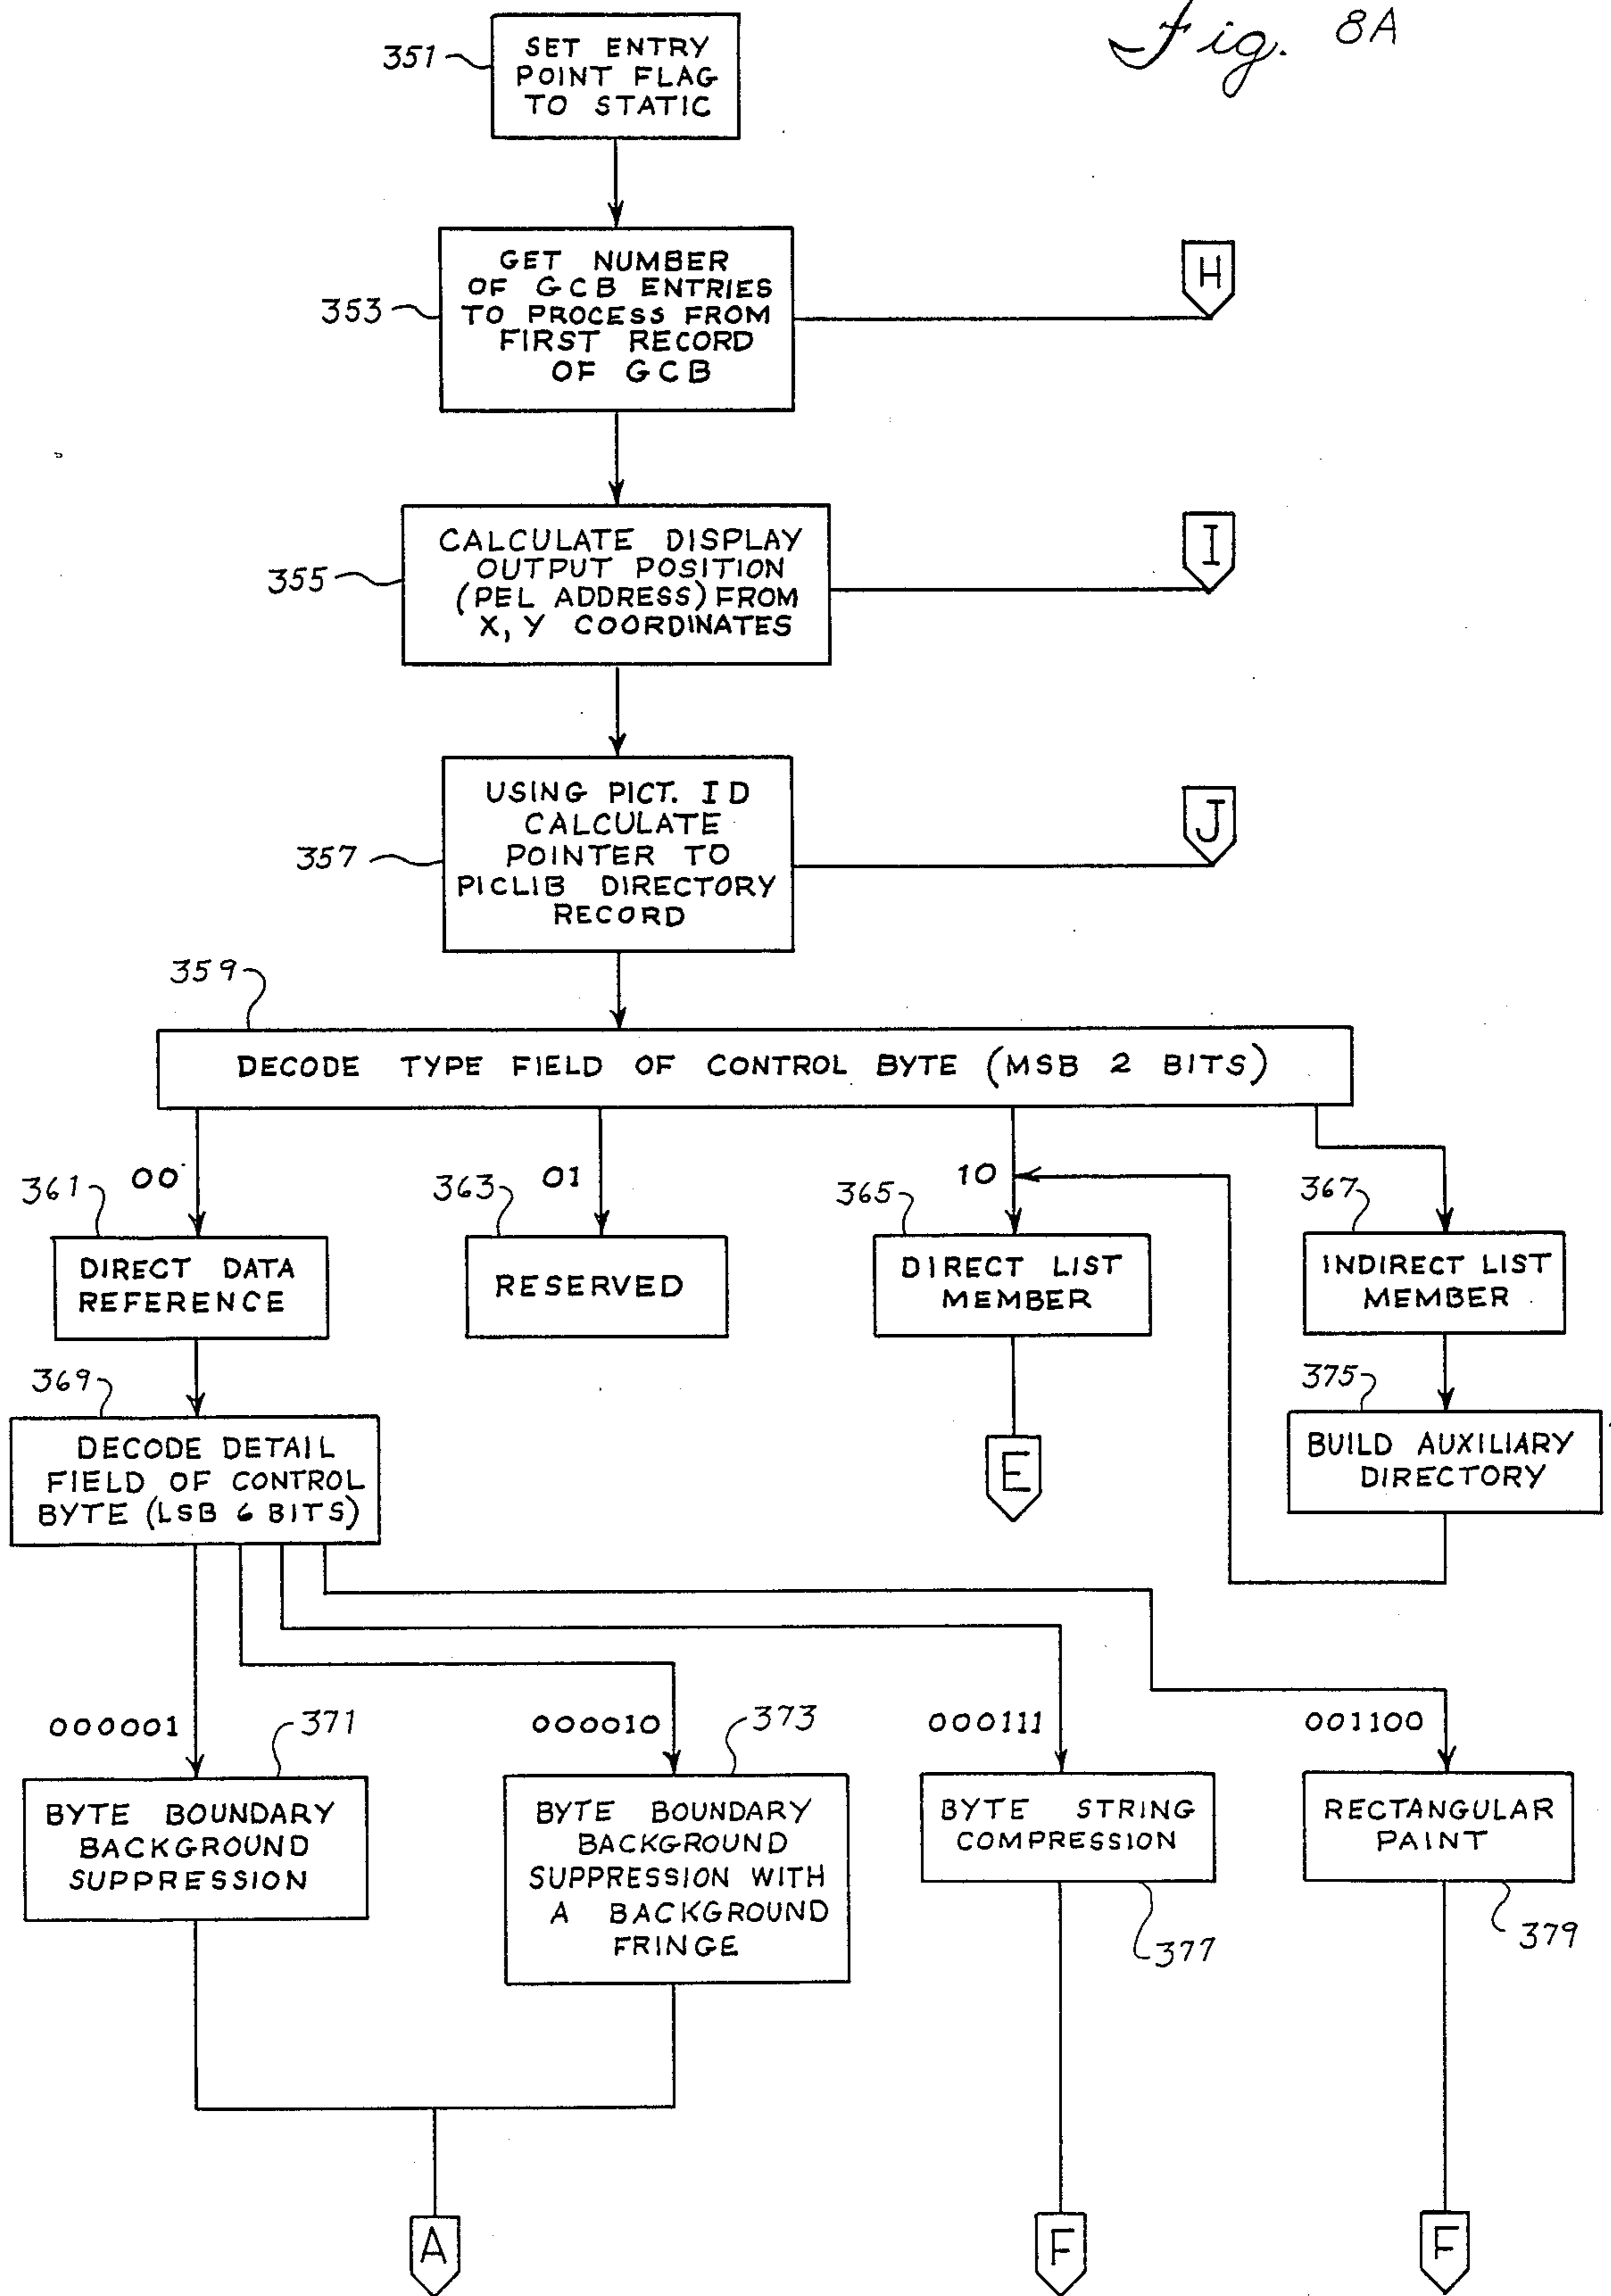 Fig. 8A
351
SET ENTRY
POINT FLAG
TO STATIC
353
GET NUMBER
OF GCB ENTRIES
TO PROCESS FROM
FIRST RECORD
OF GCB
H
355
CALCULATE DISPLAY
OUTPUT POSITION
(PEL ADDRESS) FROM
X, Y COORDINATES
I
357
USING PICT. ID
CALCULATE
POINTER TO
PICLIB DIRECTORY
RECORD
J
359
DECODE TYPE FIELD OF CONTROL BYTE (MSB 2 BITS)
361
00
363
01
365
10
367
DIRECT DATA
REFERENCE
RESERVED
DIRECT LIST
MEMBER
INDIRECT LIST
MEMBER
369
DECODE DETAIL
FIELD OF CONTROL
BYTE (LSB 6 BITS)
E
375
BUILD AUXILIARY
DIRECTORY
000001
371
000010
373
000111
001100
BYTE BOUNDARY
BACKGROUND
SUPPRESSION
BYTE BOUNDARY
BACKGROUND
SUPPRESSION WITH
A BACKGROUND
FRINGE
BYTE STRING
COMPRESSION
377
RECTANGULAR
PAINT
379
A
F
F